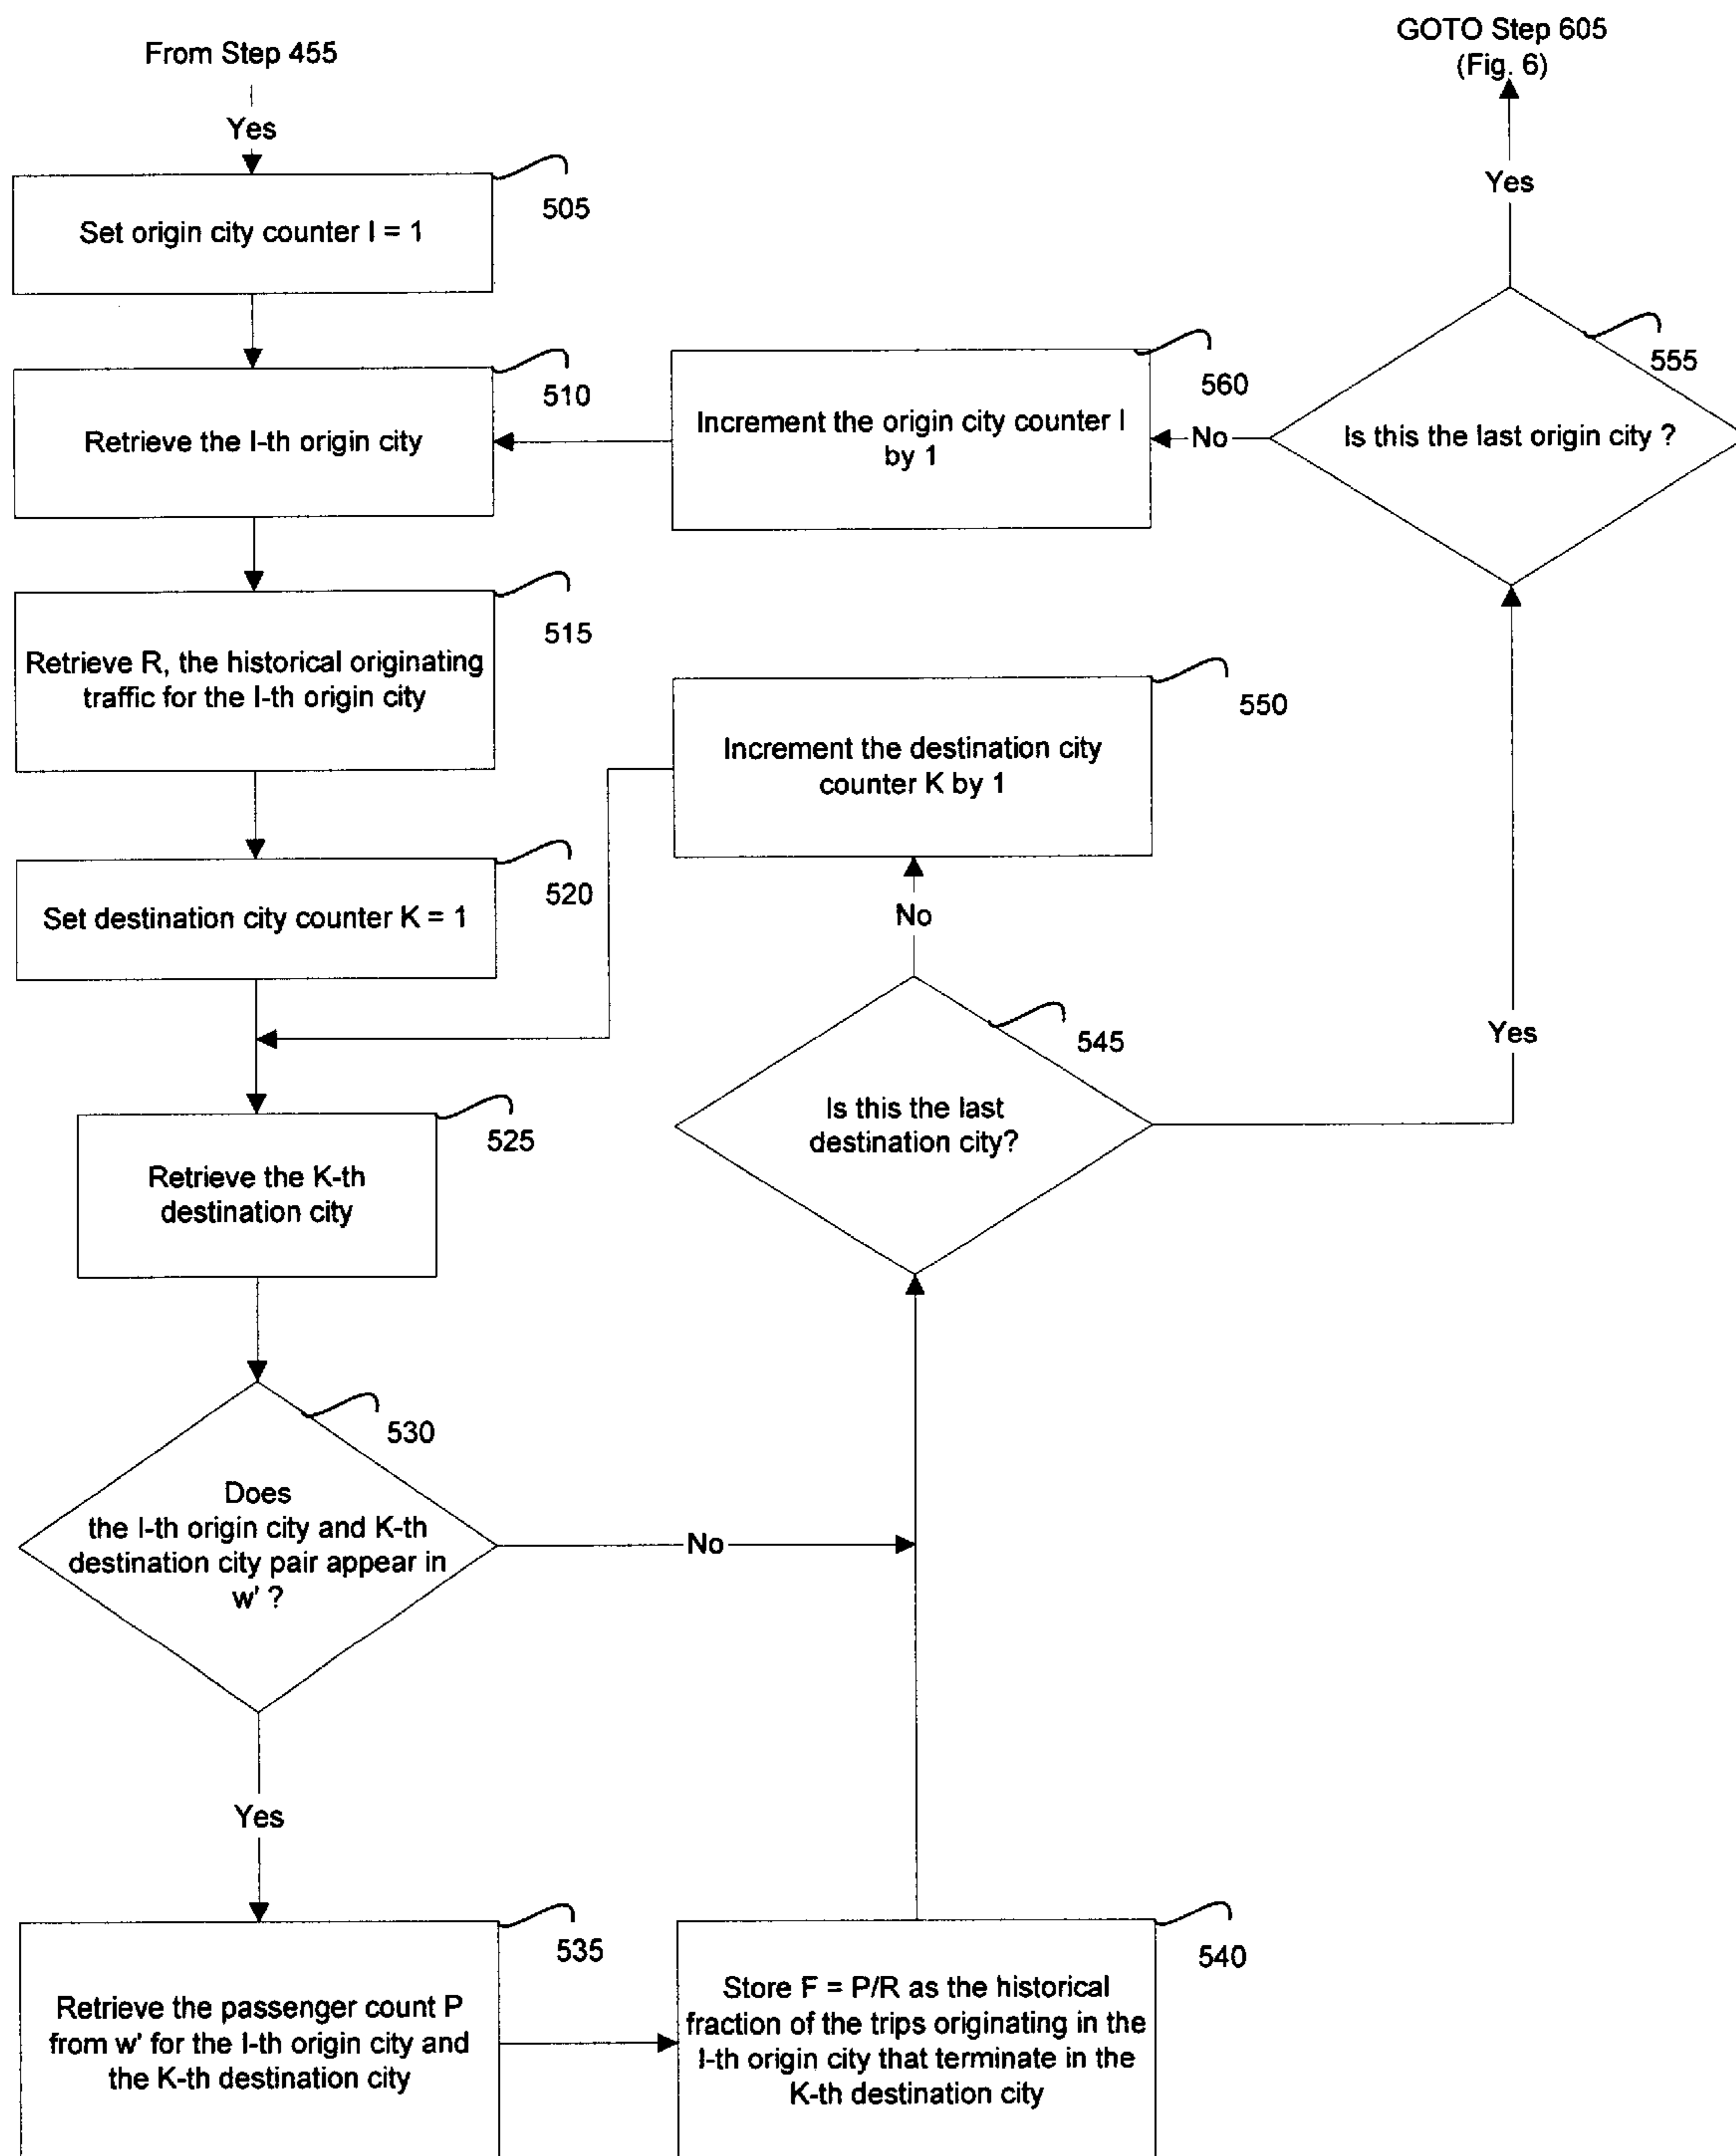 From Step 455
Yes
Set origin city counter I = 1
505
Retrieve the I-th origin city
510
Retrieve R, the historical originating
traffic for the I-th origin city
515
Set destination city counter K = 1
520
Retrieve the K-th
destination city
525
Does
the I-th origin city and K-th
destination city pair appear in
w' ?
530
No
Yes
Retrieve the passenger count P
from w' for the I-th origin city and
the K-th destination city
535
Store F = P/R as the historical
fraction of the trips originating in the
I-th origin city that terminate in the
K-th destination city
540
Is this the last
destination city?
545
No
Yes
Increment the destination city
counter K by 1
550
Is this the last origin city ?
555
No
Increment the origin city counter I
by 1
560
Yes
GOTO Step 605
(Fig. 6)